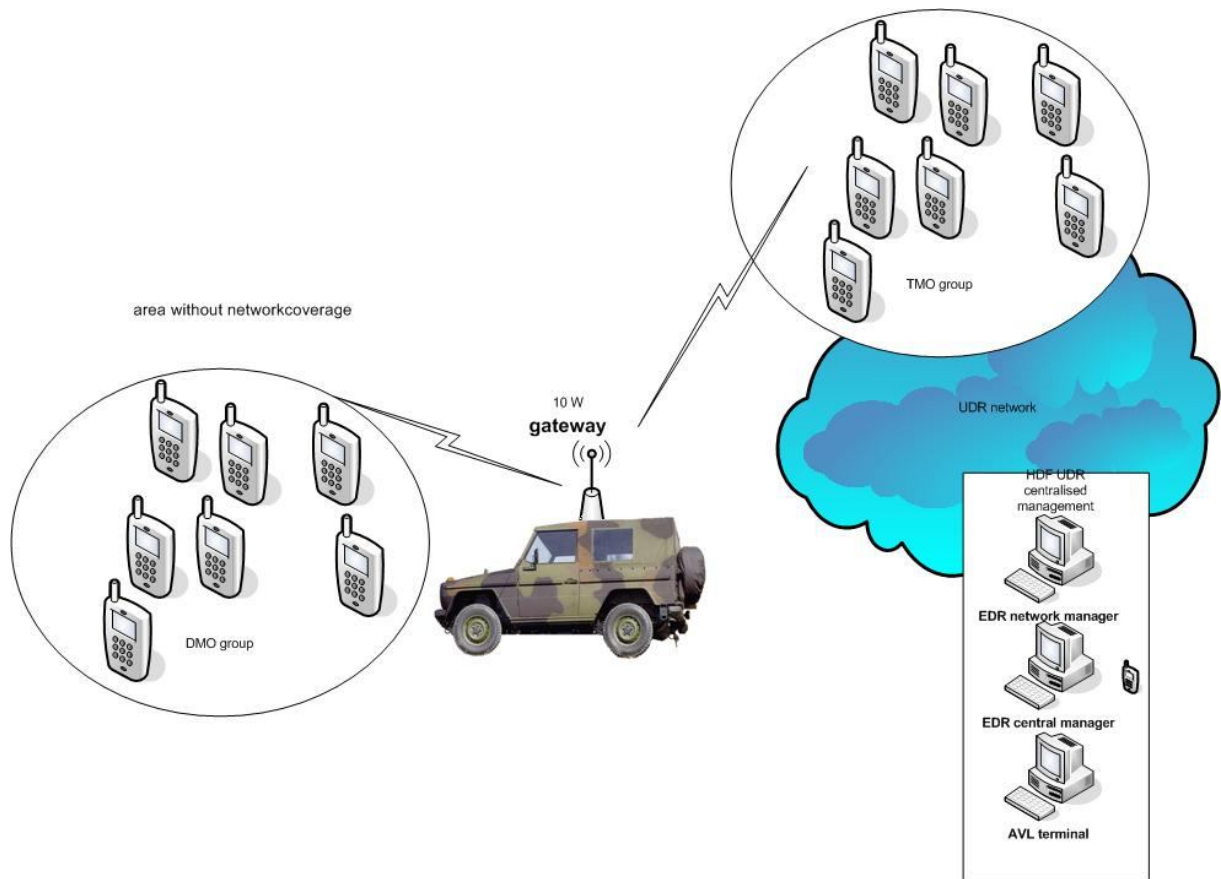 TMO group
area without networkcoverage
10 W
gateway
UDR network
HDF UDR
centralised
management
EDR network manager
DMO group
EDR central manager
AVL terminal